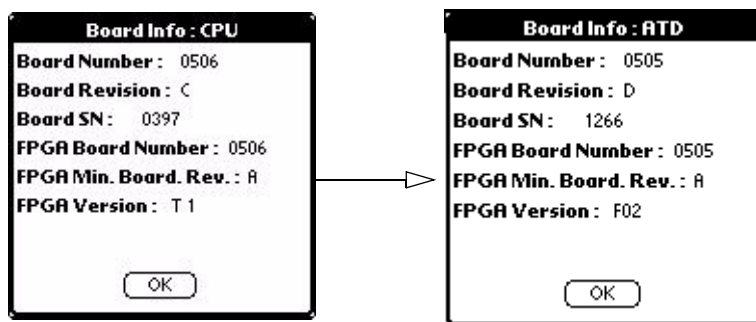 Board Info : CPU
Board Number : 0506
Board Revision : C
Board SN : 0397
FPGA Board Number : 0506
FPGA Min. Board. Rev. : A
FPGA Version : T 1
OK
Board Info : ATD
Board Number : 0505
Board Revision : D
Board SN : 1266
FPGA Board Number : 0505
FPGA Min. Board. Rev. : A
FPGA Version : F02
OK